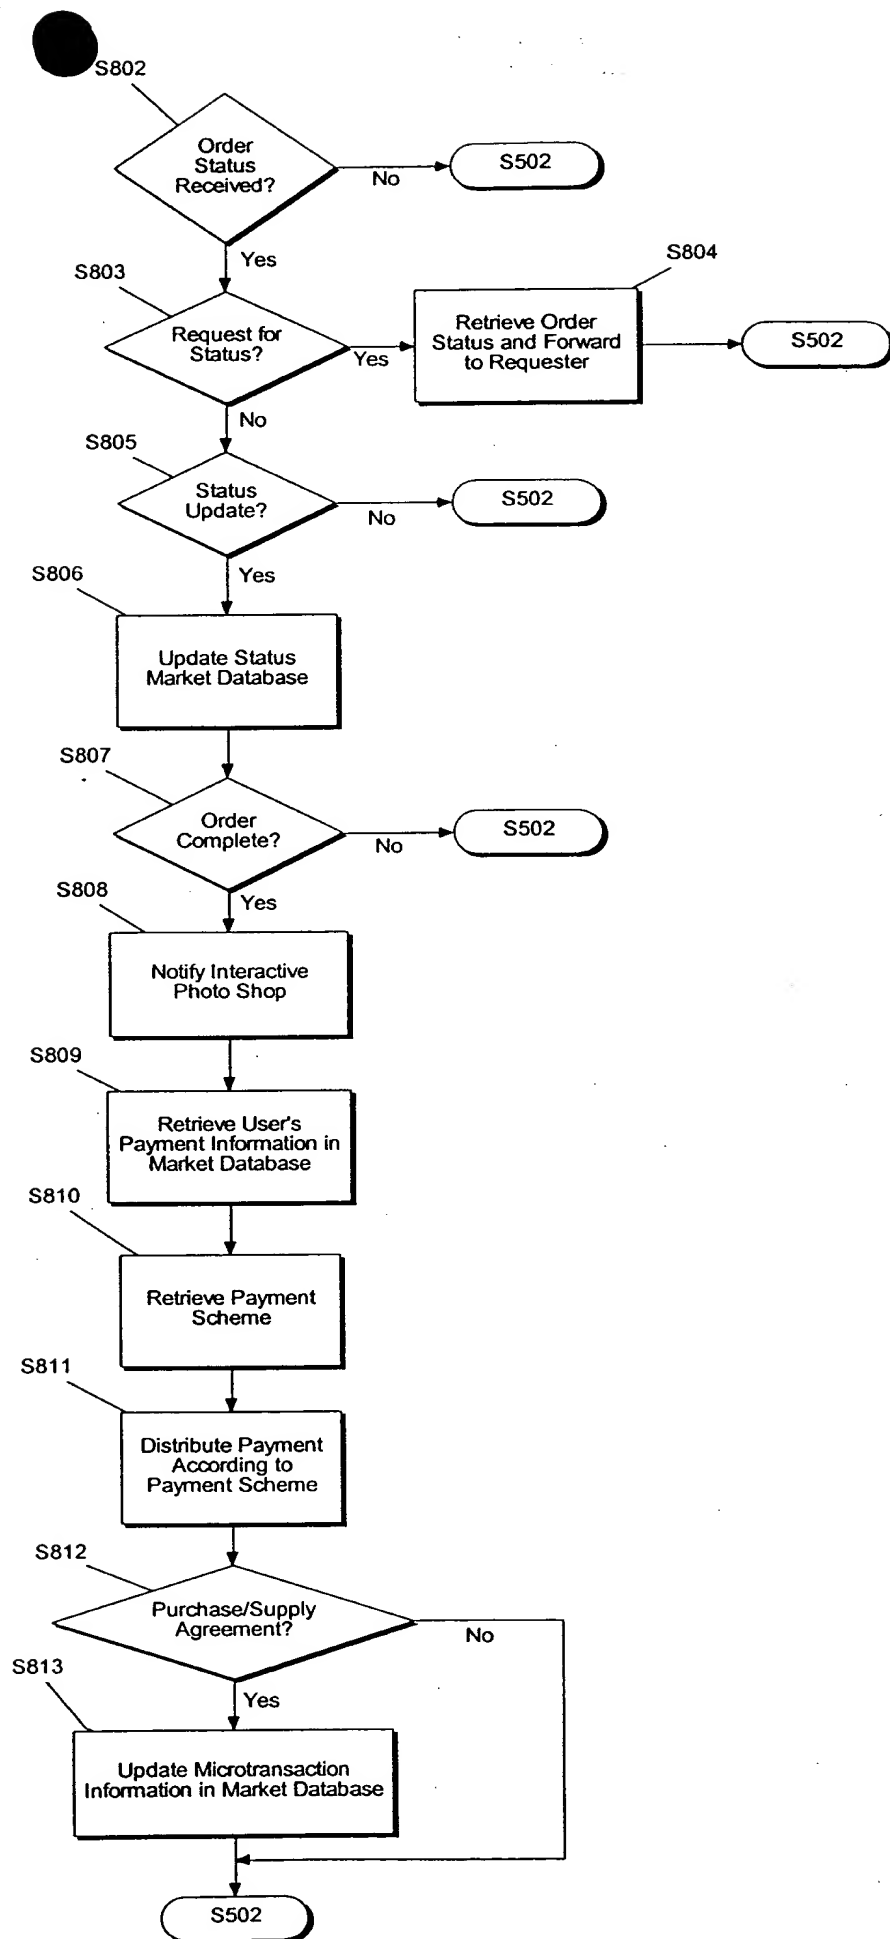 S802
Order
Status
Received?
No
S502
Yes
S803
Request for
Status?
Yes
S804
Retrieve Order
Status and Forward
to Requester
S502
No
S805
Status
Update?
No
S502
Yes
S806
Update Status
Market Database
S807
Order
Complete?
No
S502
Yes
S808
Notify Interactive
Photo Shop
S809
Retrieve User's
Payment Information in
Market Database
S810
Retrieve Payment
Scheme
S811
Distribute Payment
According to
Payment Scheme
S812
Purchase/Supply
Agreement?
No
Yes
S813
Update Microtransaction
Information in Market Database
S502